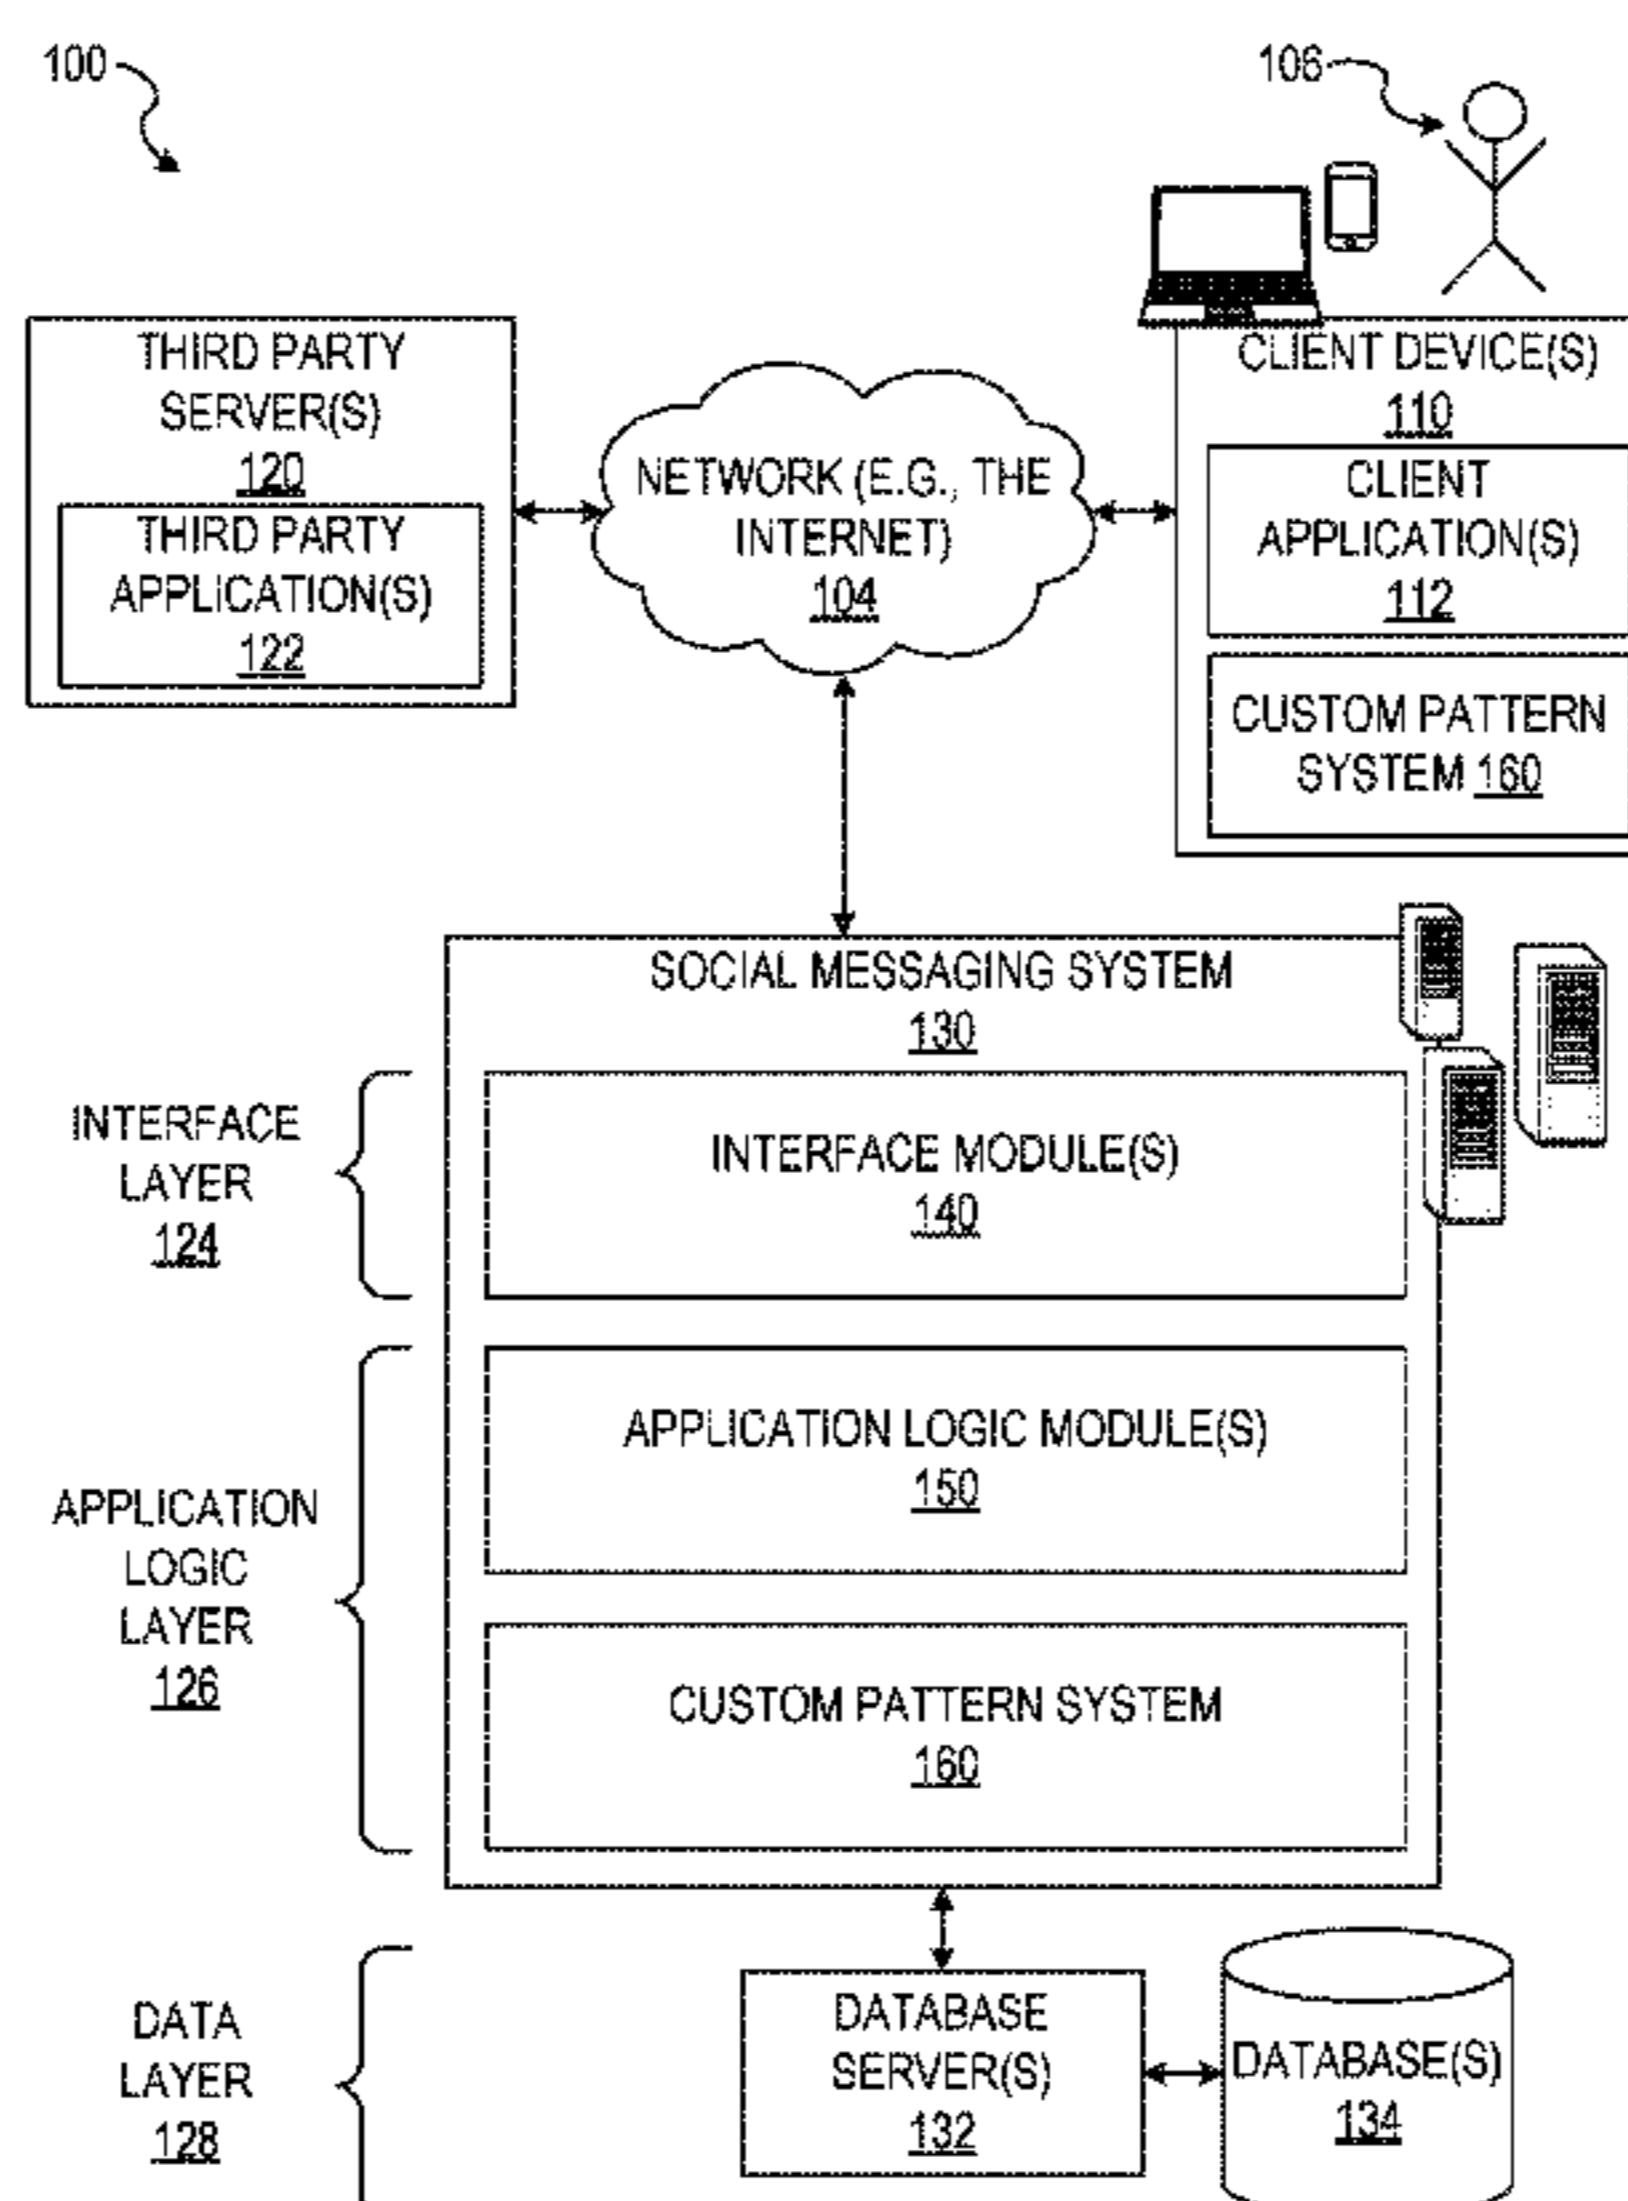 100
106
THIRD PARTY
SERVER(S)
120
THIRD PARTY
APPLICATION(S)
122
NETWORK (E.G., THE
INTERNET)
104
CLIENT DEVICE(S)
110
CLIENT
APPLICATION(S)
112
CUSTOM PATTERN
SYSTEM 160
SOCIAL MESSAGING SYSTEM
130
INTERFACE
LAYER
124
INTERFACE MODULE(S)
140
APPLICATION LOGIC MODULE(S)
150
APPLICATION
LOGIC
LAYER
126
CUSTOM PATTERN SYSTEM
160
DATA
LAYER
128
DATABASE
SERVER(S)
132
DATABASE(S)
134